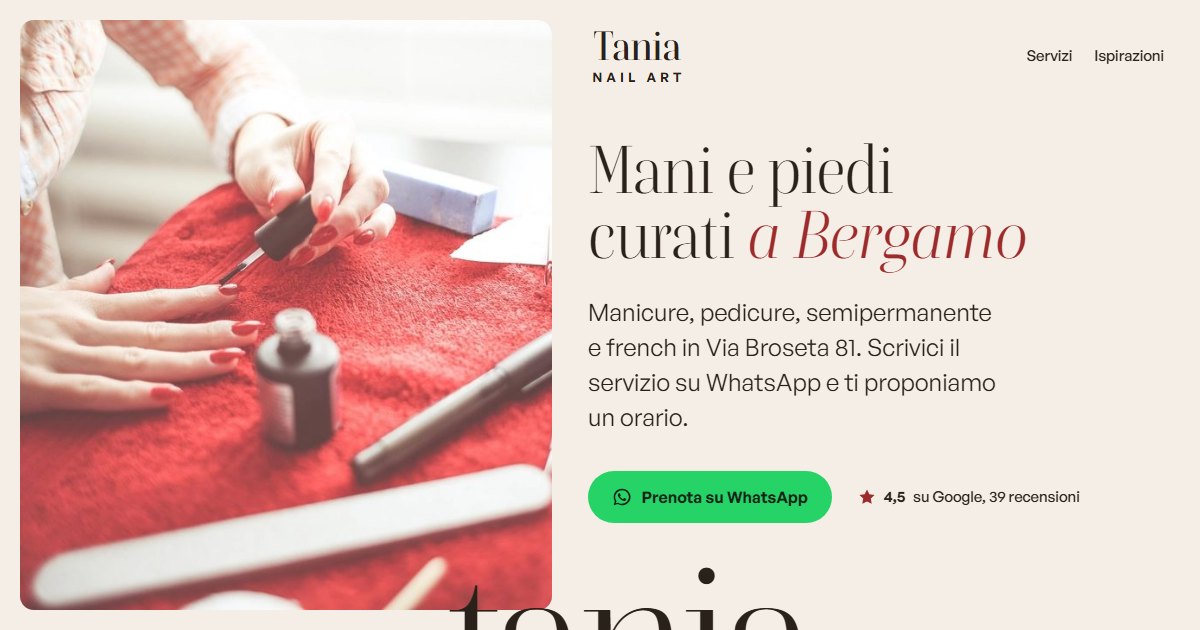 Tania
NAIL ART
Servizi Ispirazioni
Mani e piedi
curati a Bergamo
Manicure, pedicure, semipermanente
e french in Via Broseta 81. Scrivici il
servizio su WhatsApp e ti proponiamo
un orario.
Prenota su WhatsApp
4,5 su Google, 39 recensioni
tania